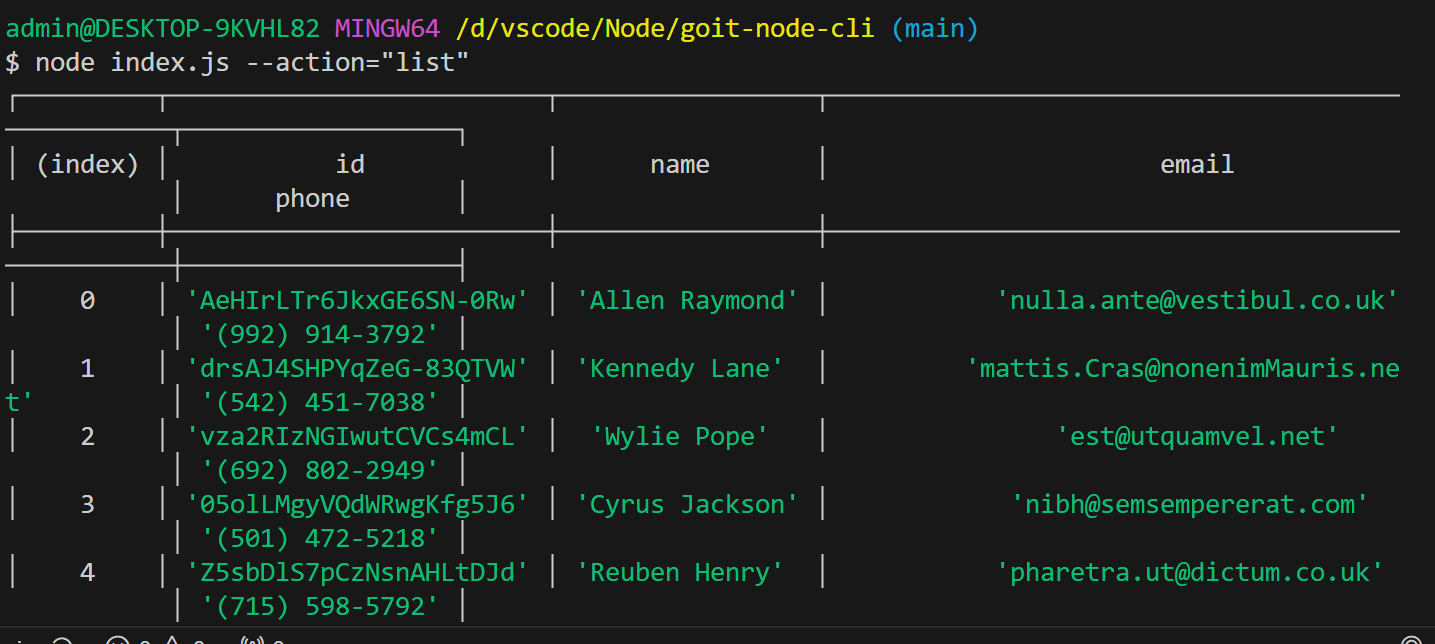 admin@DESKTOP-9KVHL82 MINGW64 /d/vscode/Node/goit-node-cli (main)
$ node index.js --action="list"
(index) id name email
phone
0 'AeHIrLTr6JkxGE6SN-0Rw' 'Allen Raymond' 'nulla.ante@vestibul.co.uk'
'(992) 914-3792'
1 'drsAJ4SHPYqZeG-83QTVW' 'Kennedy Lane' 'mattis.Cras@nonenimMauris.ne
t' '(542) 451-7038'
2 'vza2RIzNGIwutCVCs4mCL' 'Wylie Pope' 'est@utquamvel.net'
'(692) 802-2949'
3 '05olLMgyVQdWRwgKfg5J6' 'Cyrus Jackson' 'nibh@semsempererat.com'
'(501) 472-5218'
4 'Z5sbDlS7pCzNsnAHLtDJd' 'Reuben Henry' 'pharetra.ut@dictum.co.uk'
'(715) 598-5792'